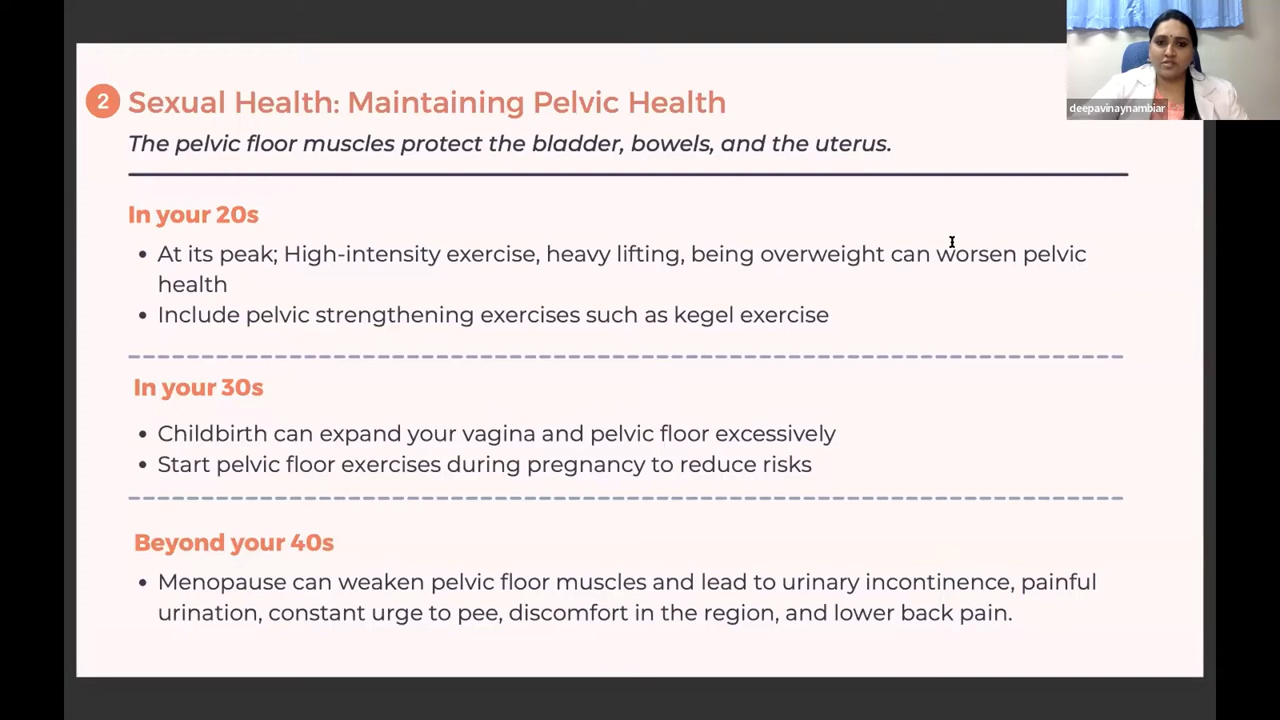 2 Sexual Health: Maintaining Pelvic Health
deepavinaynambiar
The pelvic floor muscles protect the bladder, bowels, and the uterus.
In your 20s
• At its peak; High-intensity exercise, heavy lifting, being overweight can worsen pelvic
health
• Include pelvic strengthening exercises such as kegel exercise
In your 30s
• Childbirth can expand your vagina and pelvic floor excessively
• Start pelvic floor exercises during pregnancy to reduce risks
Beyond your 40s
• Menopause can weaken pelvic floor muscles and lead to urinary incontinence, painful
urination, constant urge to pee, discomfort in the region, and lower back pain.